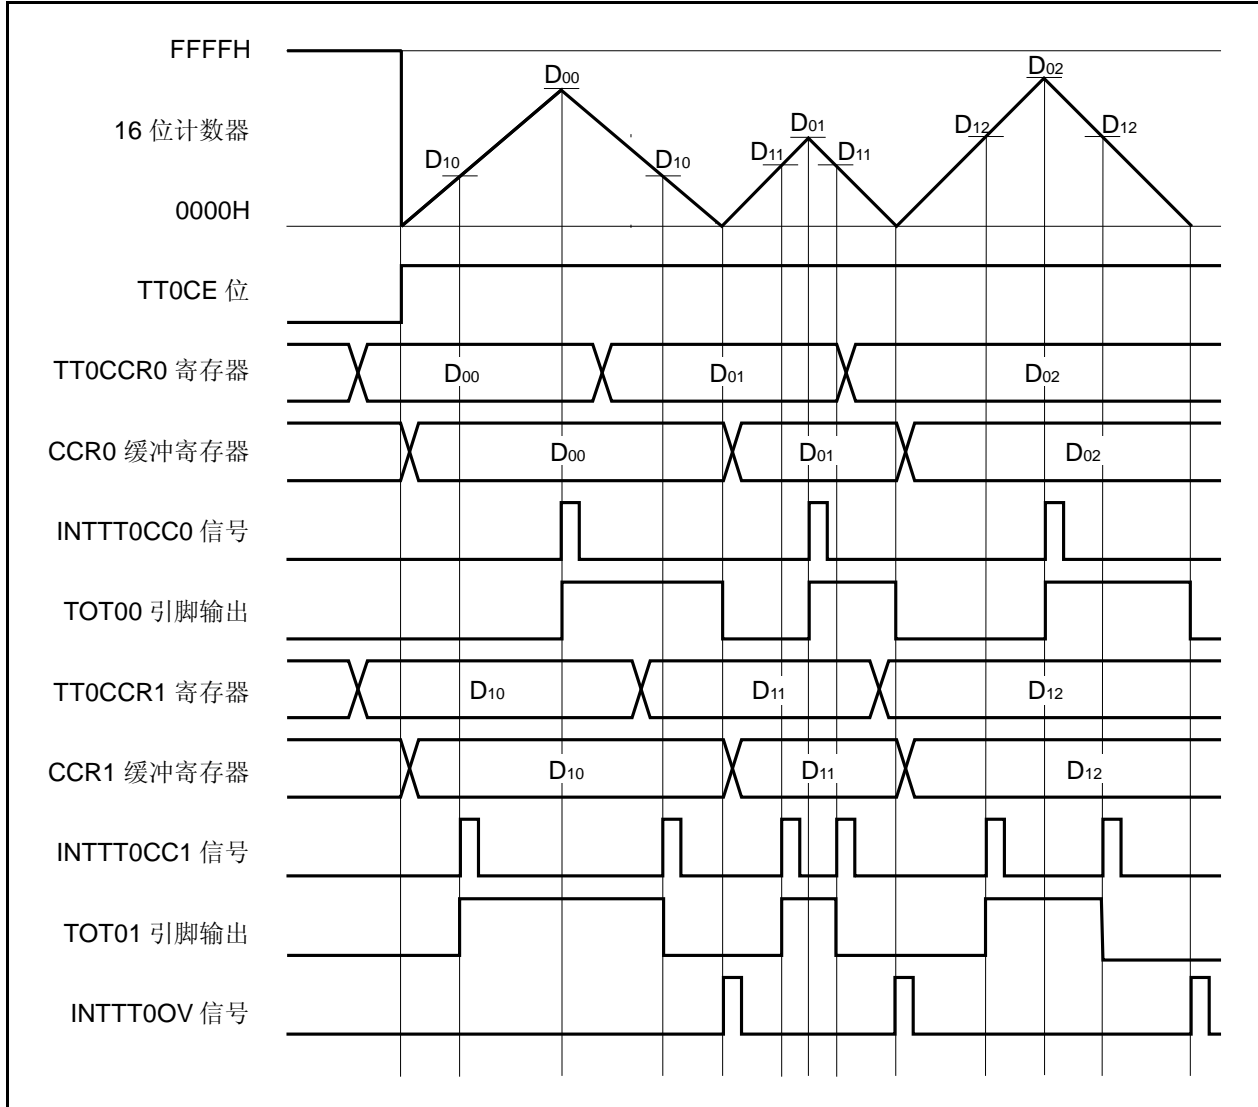 FFFFH
D00
D02
16 位计数器
D01
D12
D12
D10
D10
D11
D11
0000H
TT0CE 位
TT0CCR0 寄存器
D00
D01
D02
CCR0 缓冲寄存器
D00
D01
D02
INTTT0CC0 信号
TOT00 引脚输出
TT0CCR1 寄存器
D10
D11
D12
CCR1 缓冲寄存器
D10
D11
D12
INTTT0CC1 信号
TOT01 引脚输出
INTTT0OV 信号